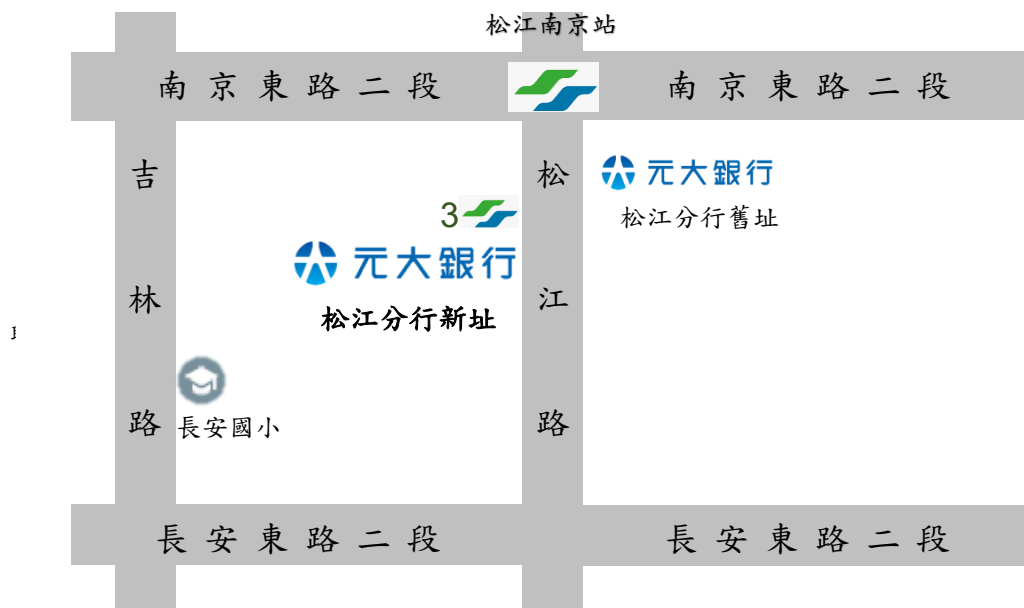 松江南京站
南京東路二段
南京東路二段
吉林路
松江路
元大銀行
松江分行舊址
3
元大銀行
松江分行新址
長安國小
長安東路二段
長安東路二段